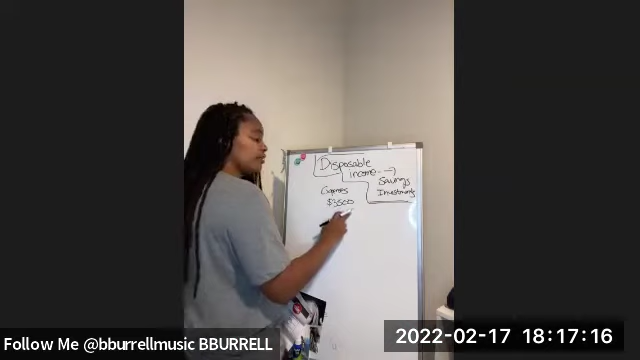 Disposable
income →
Savings
Investments
Expenses
$3500
Follow Me @bburrellmusic BBURRELL
2022-02-17 18:17:16